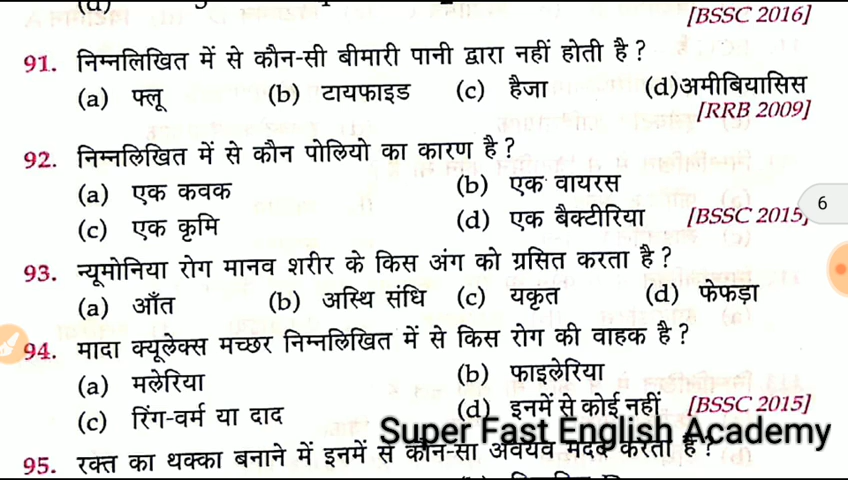 [BSSC 2016]
91. निम्नलिखित में से कौन-सी बीमारी पानी द्वारा नहीं होती है ?
(a) फ्लू (b) टायफाइड (c) हैजा (d)अमीबियासिस
[RRB 2009]
92. निम्नलिखित में से कौन पोलियो का कारण है ?
(a) एक कवक (b) एक वायरस
(c) एक कृमि (d) एक बैक्टीरिया [BSSC 2015]
6
93. न्यूमोनिया रोग मानव शरीर के किस अंग को ग्रसित करता है ?
(a) आँत (b) अस्थि संधि (c) यकृत (d) फेफड़ा
94. मादा क्यूलेक्स मच्छर निम्नलिखित में से किस रोग की वाहक है ?
(a) मलेरिया (b) फाइलेरिया
(c) रिंग-वर्म या दाद (d) इनमें से कोई नहीं [BSSC 2015]
Super Fast English Academy
95. रक्त का थक्का बनाने में इनमें से कौन-सा अवयव मदद करता है ?